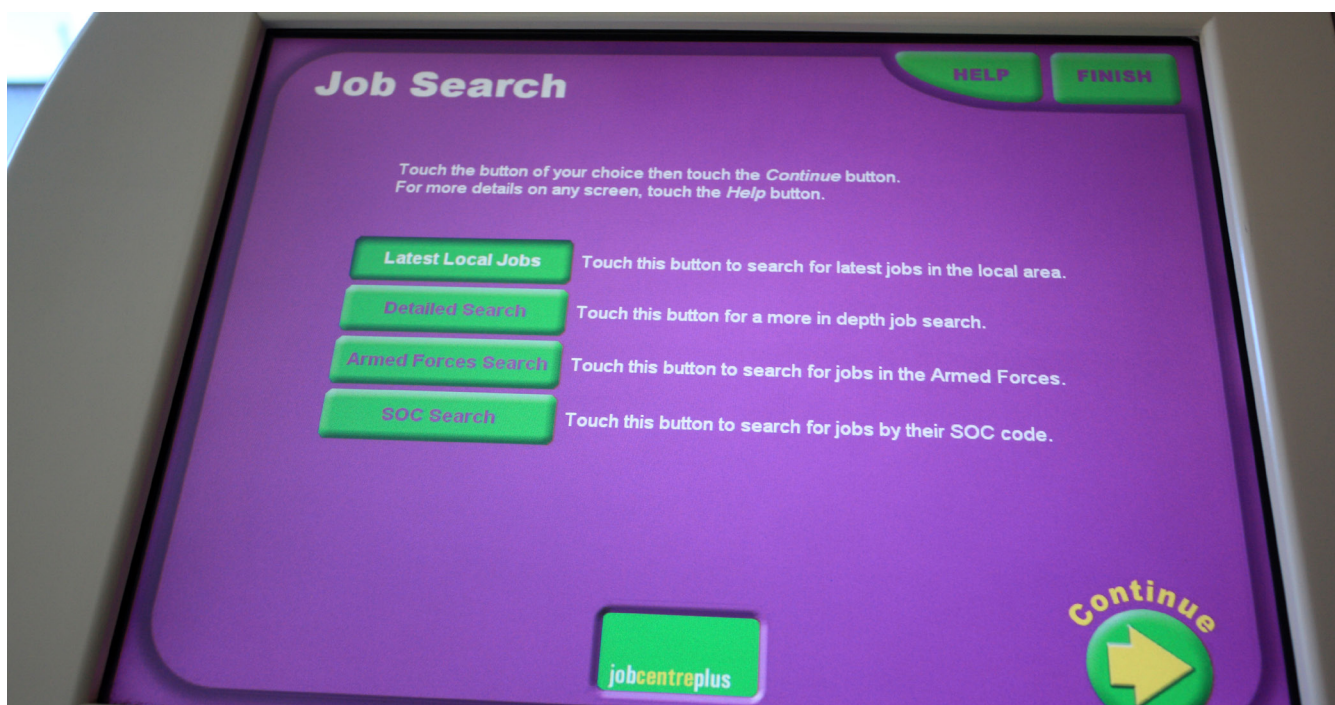 Job Search
HELP
FINISH
Touch the button of your choice then touch the Continue button.
For more details on any screen, touch the Help button.
Latest Local Jobs
Touch this button to search for latest jobs in the local area.
Detailed Search
Touch this button for a more in depth job search.
Armed Forces Search
Touch this button to search for jobs in the Armed Forces.
SOC Search
Touch this button to search for jobs by their SOC code.
Continue
jobcentreplus